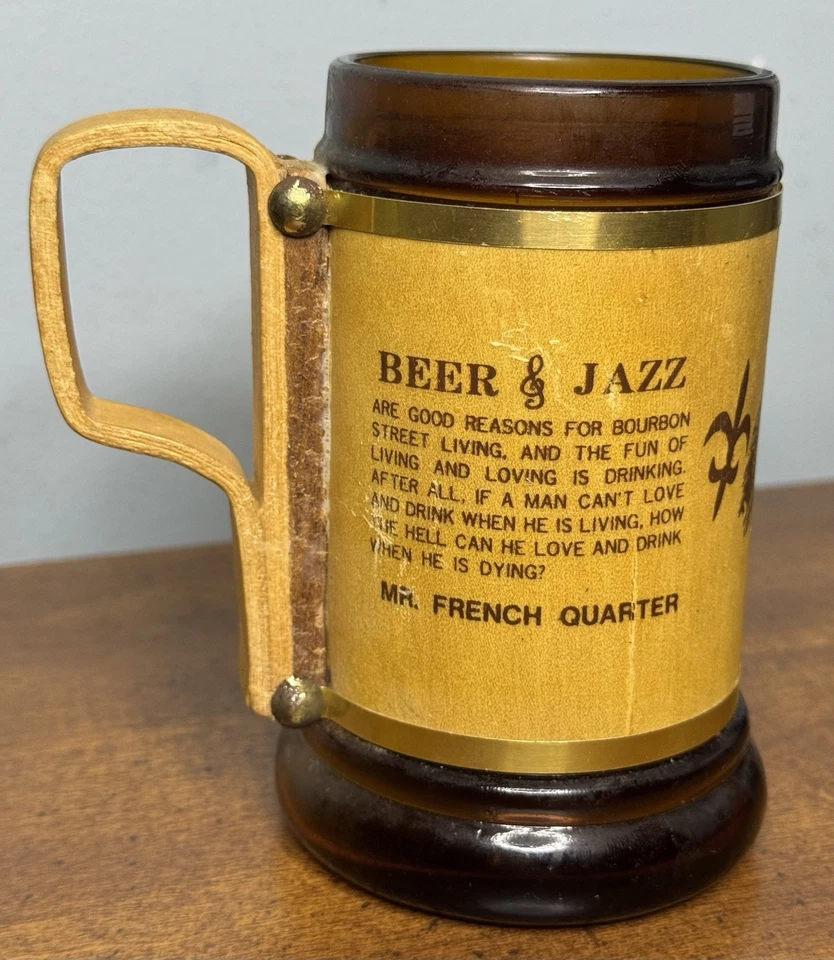 BEER & JAZZ
ARE GOOD REASONS FOR BOURBON
STREET LIVING, AND THE FUN OF
LIVING AND LOVING IS DRINKING.
AFTER ALL, IF A MAN CAN'T LOVE
AND DRINK WHEN HE IS LIVING, HOW
THE HELL CAN HE LOVE AND DRINK
WHEN HE IS DYING?
MR. FRENCH QUARTER